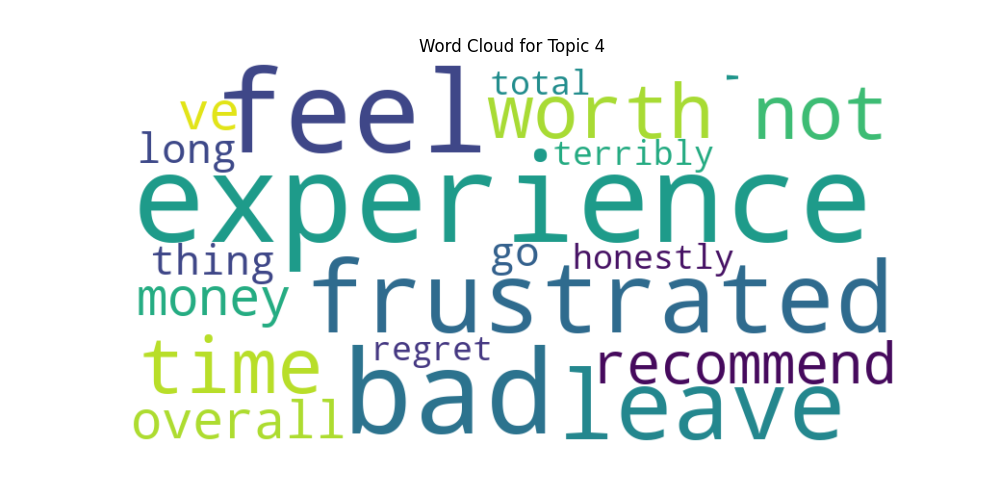 Word Cloud for Topic 4
feel
total
-
ve
worth
not
long
terribly
experience
thing
go
honestly
money
frustrated
time
regret
bad
recommend
overall
leave